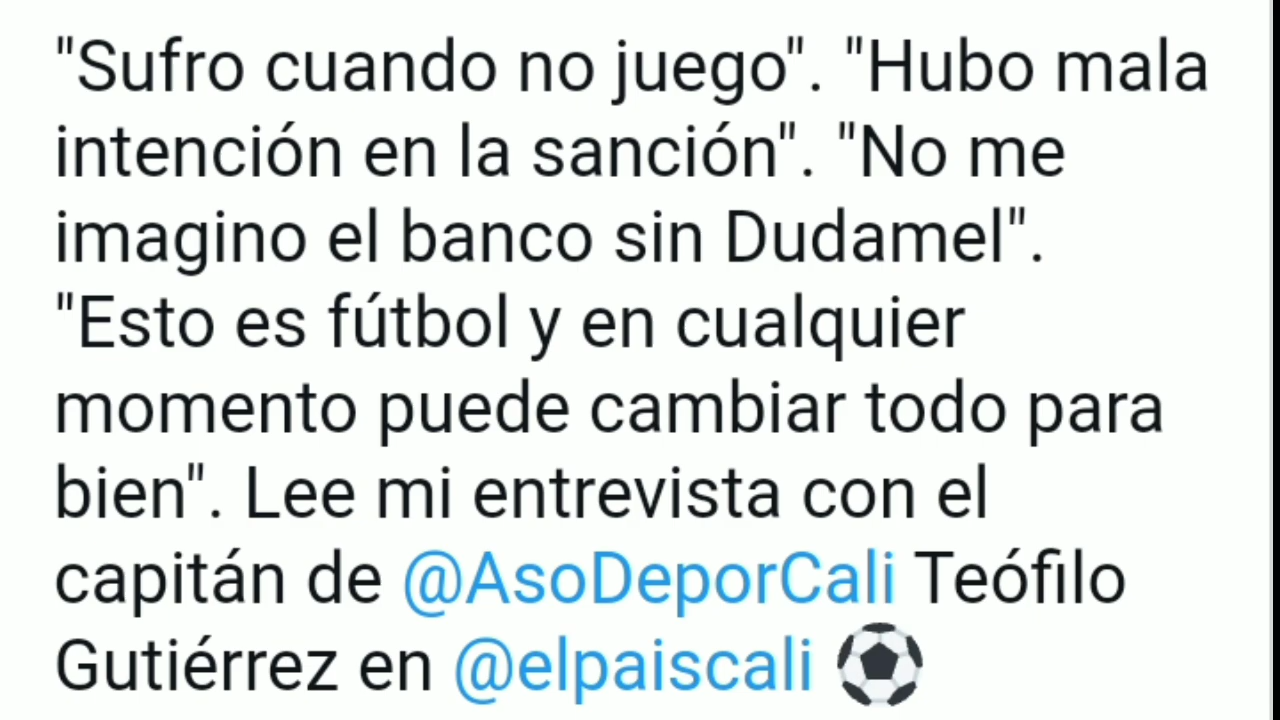 "Sufro cuando no juego". "Hubo mala
intención en la sanción". "No me
imagino el banco sin Dudamel".
"Esto es fútbol y en cualquier
momento puede cambiar todo para
bien". Lee mi entrevista con el
capitán de @AsoDeporCali Teófilo
Gutiérrez en @elpaiscali ⚽